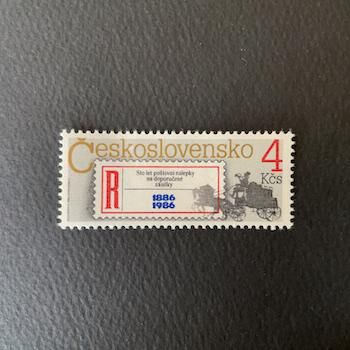 Československo 4
Kčs
R
Sto let poštovní nálepky
na doporučené
zásilky
1886
1986